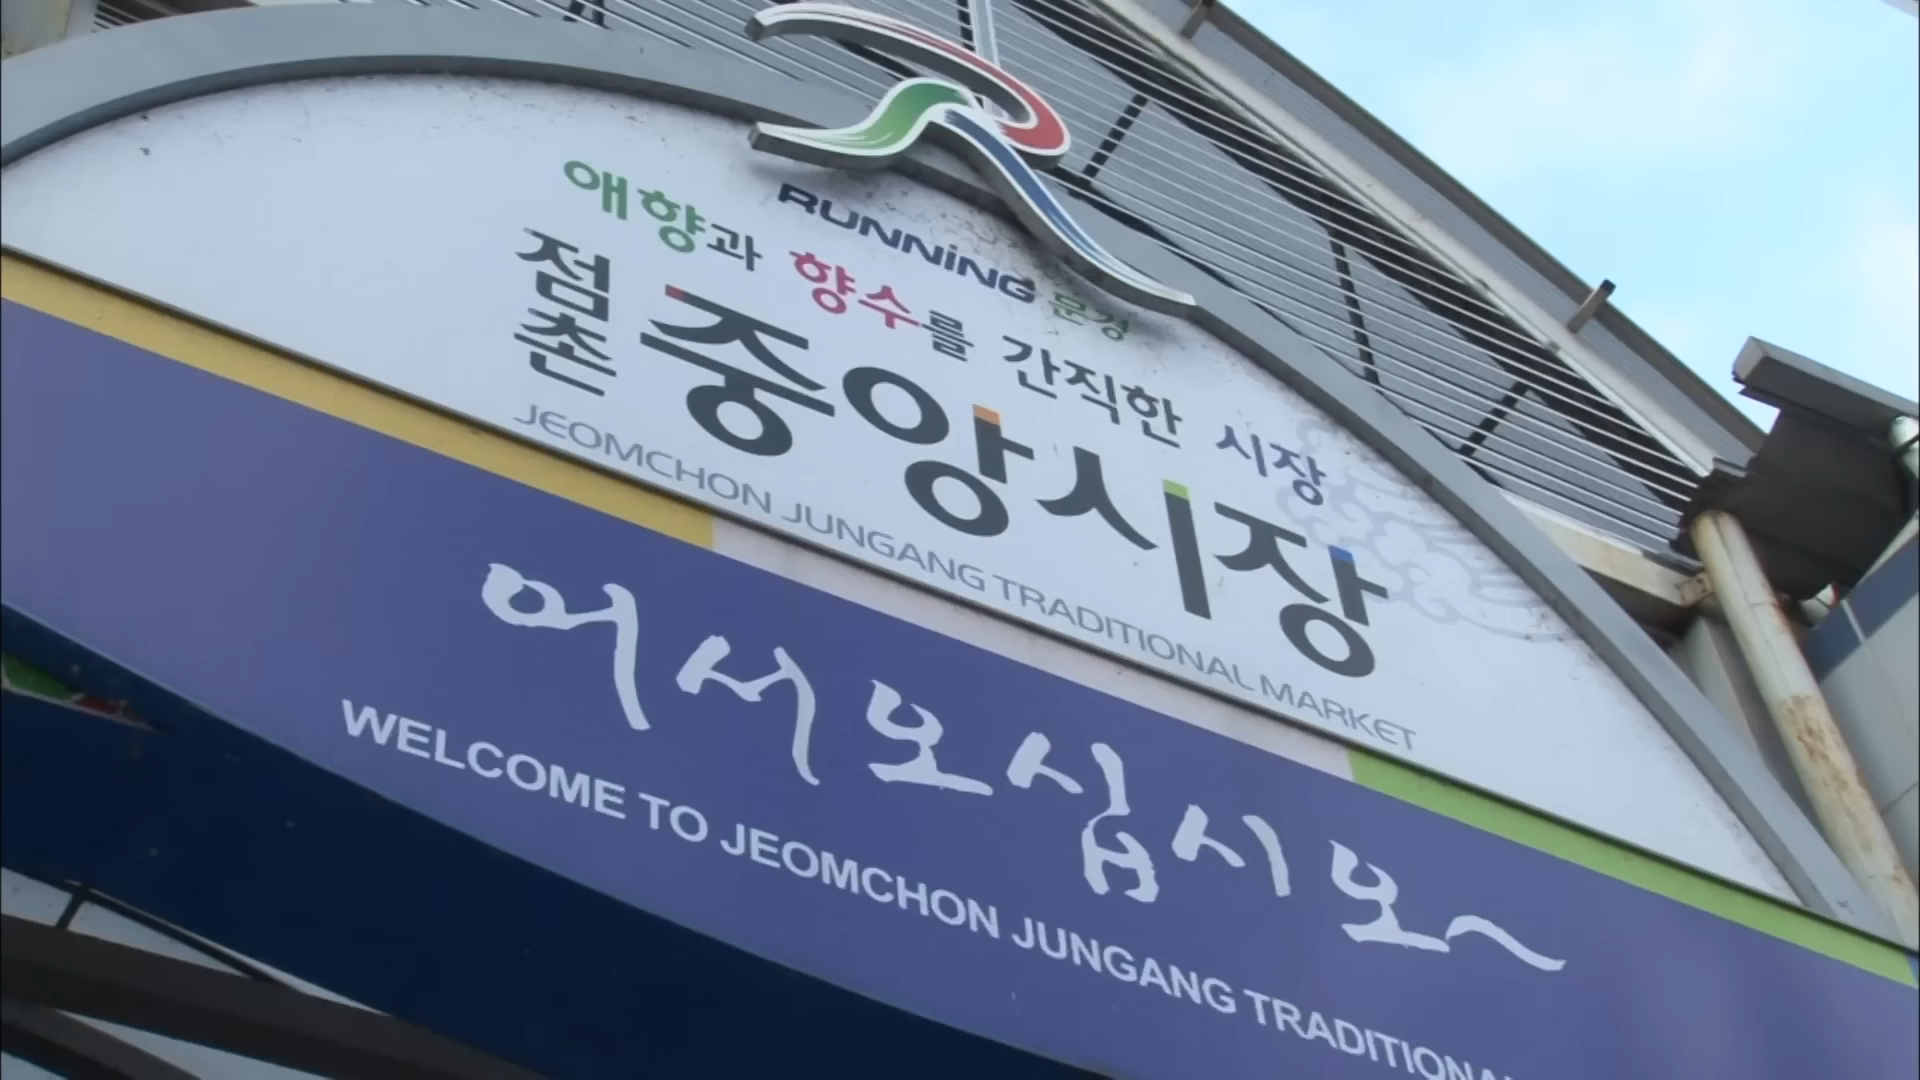 RUNNiNG 문경
애향과 향수를 간직한 시장
점촌 중앙시장
JEOMCHON JUNGANG TRADITIONAL MARKET
어서오십시오~
WELCOME TO JEOMCHON JUNGANG TRADITIONAL